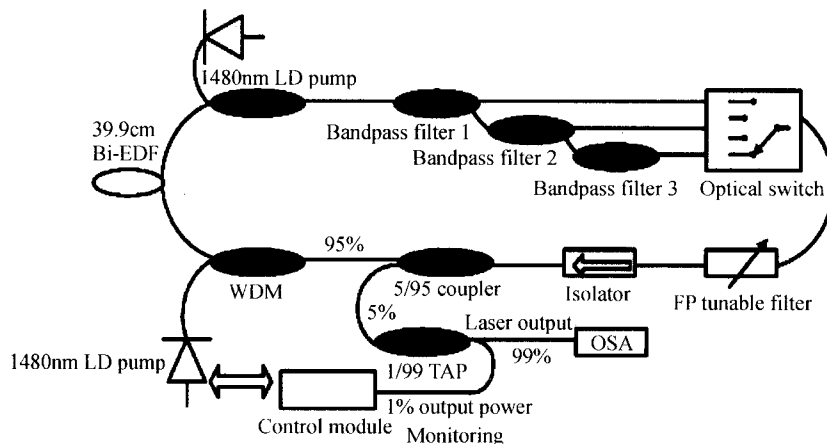 1480nm LD pump
39.9cm
Bi-EDF
Bandpass filter 1
Bandpass filter 2
Bandpass filter 3
Optical switch
95%
WDM
5/95 coupler
Isolator
FP tunable filter
5%
Laser output
99%
OSA
1480nm LD pump
1/99 TAP
1% output power
Control module
Monitoring